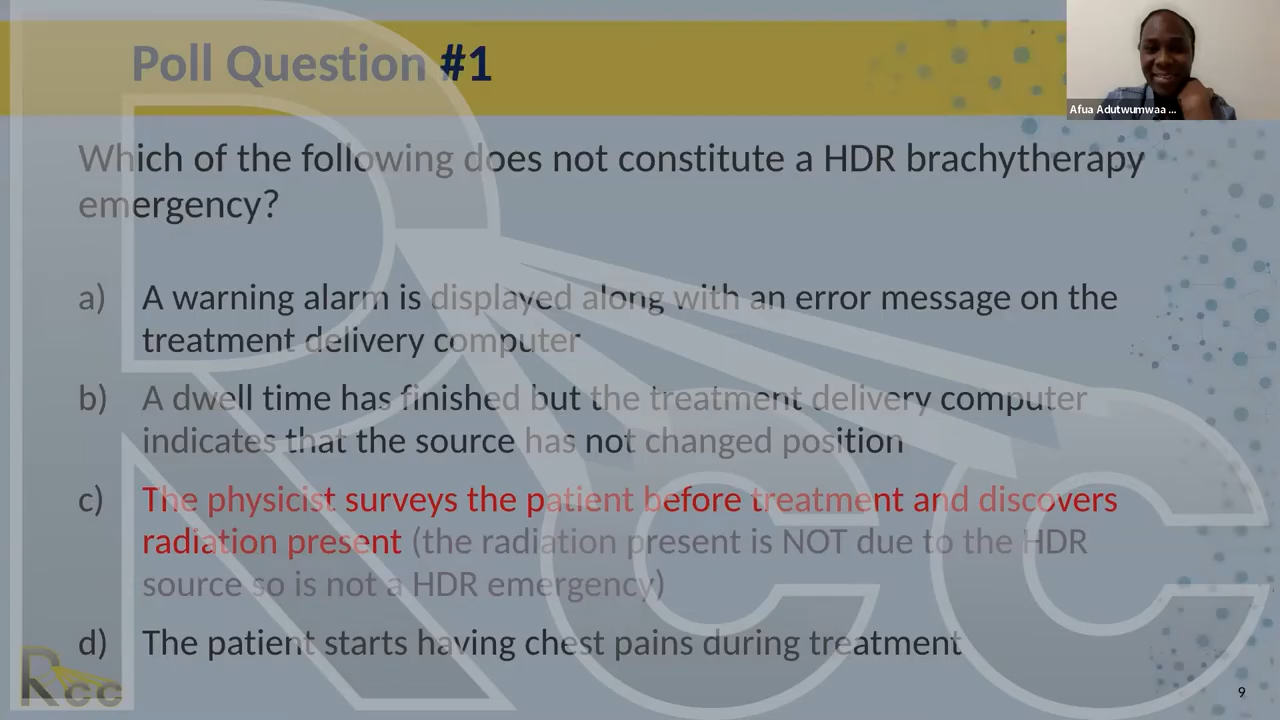 Poll Question #1
Afua Adutwumwaa ...
Which of the following does not constitute a HDR brachytherapy
emergency?
a) A warning alarm is displayed along with an error message on the
treatment delivery computer
b) A dwell time has finished but the treatment delivery computer
indicates that the source has not changed position
c) The physicist surveys the patient before treatment and discovers
radiation present (the radiation present is NOT due to the HDR
source so is not a HDR emergency)
d) The patient starts having chest pains during treatment
Rcc
Rcc
9